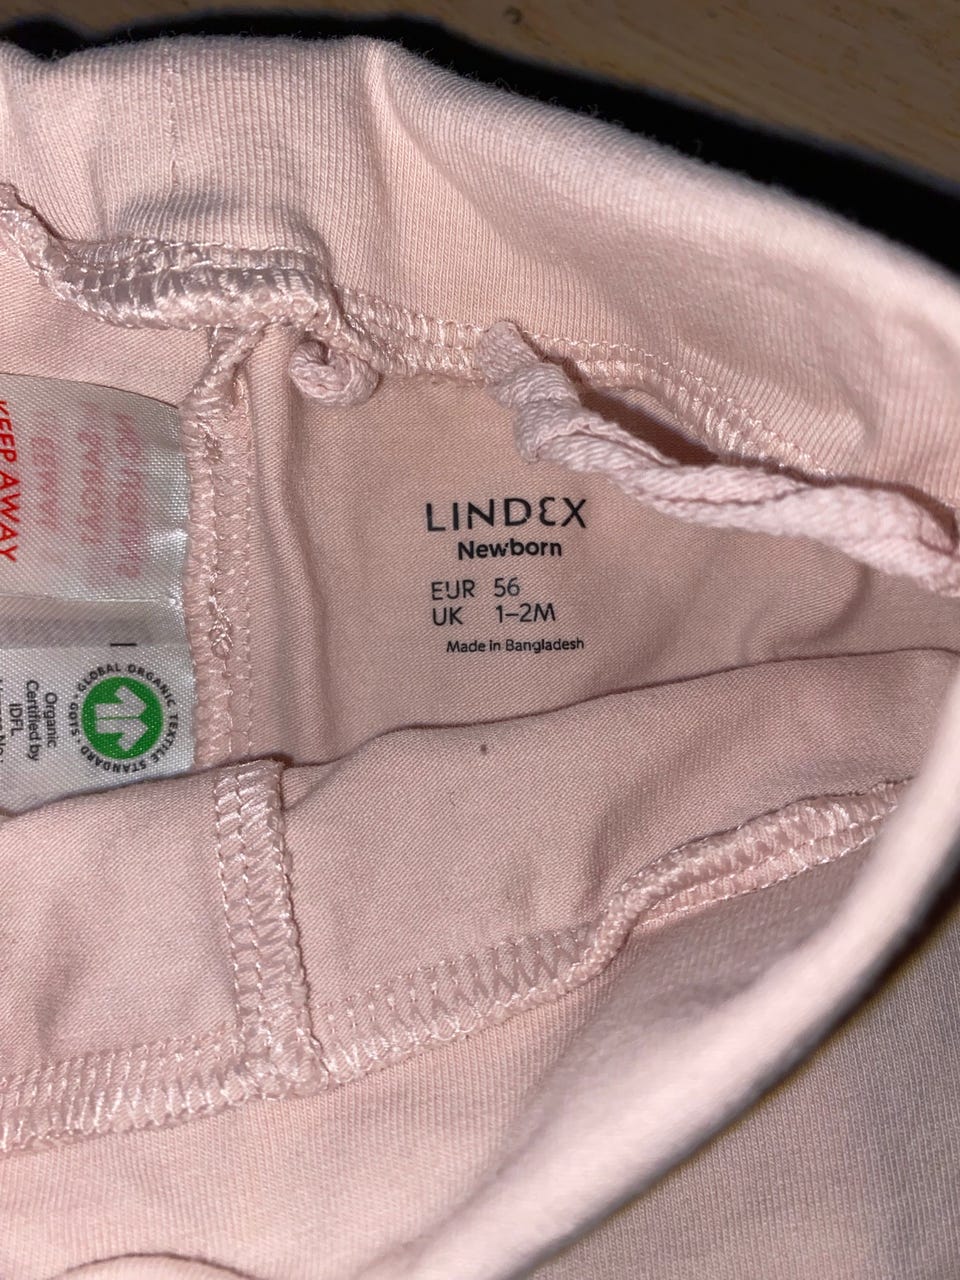 LINDEX
Newborn
EUR 56
UK 1–2M
Made in Bangladesh
KEEP AWAY
GLOBAL ORGANIC TEXTILE STANDARD · GOTS ·
Organic
Certified by
IDFL